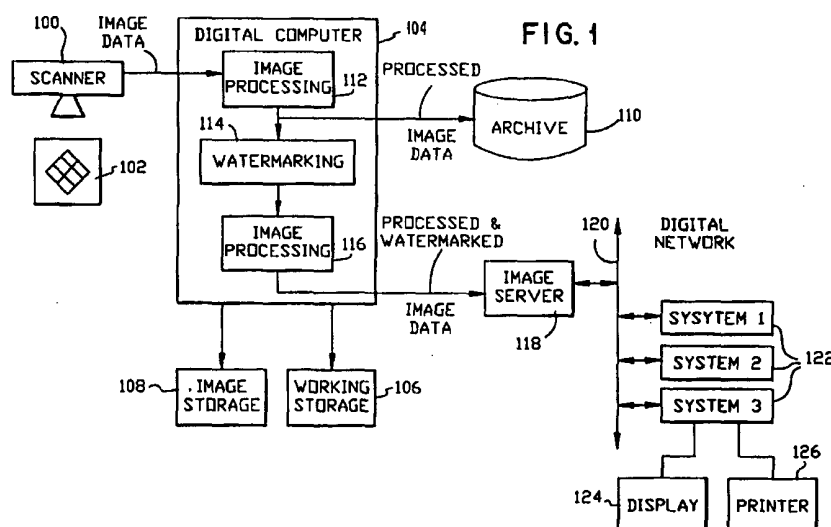 FIG. 1
100
IMAGE
DATA
SCANNER
102
DIGITAL COMPUTER
104
IMAGE
PROCESSING
112
114
WATERMARKING
IMAGE
PROCESSING
116
PROCESSED
IMAGE
DATA
ARCHIVE
110
PROCESSED &
WATERMARKED
IMAGE
DATA
IMAGE
SERVER
118
120
DIGITAL
NETWORK
SYSYTEM 1
SYSTEM 2
SYSTEM 3
122
108
.IMAGE
STORAGE
WORKING
STORAGE
106
124
DISPLAY
126
PRINTER